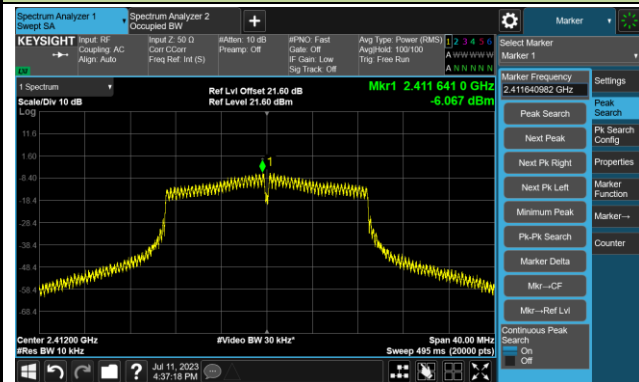 Spectrum Analyzer 1
Swept SA
Spectrum Analyzer 2
Occupied BW
+
Marker
KEYSIGHT
Input: RF
Coupling: AC
Align: Auto
Input Z: 50 Ω
Corr CCorr
Freq Ref: Int (S)
#Atten: 10 dB
Preamp: Off
#PNO: Fast
Gate: Off
IF Gain: Low
Sig Track: Off
Avg Type: Power (RMS)
Avg|Hold: 100/100
Trig: Free Run
1 2 3 4 5 6
A W W W W W
A N N N N N
LXI
Select Marker
Marker 1
1 Spectrum
Scale/Div 10 dB
Log
Ref Lvl Offset 21.60 dB
Ref Level 21.60 dBm
Mkr1 2.411 641 0 GHz
-6.067 dBm
11.6
1.60
-8.40
-18.4
-28.4
-38.4
-48.4
-58.4
-68.4
1
Center 2.41200 GHz
#Res BW 10 kHz
#Video BW 30 kHz*
Span 40.00 MHz
Sweep 495 ms (20000 pts)
Marker Frequency
2.411640982 GHz
Peak Search
Next Peak
Next Pk Right
Next Pk Left
Minimum Peak
Pk-Pk Search
Marker Delta
Mkr→CF
Mkr→Ref Lvl
Continuous Peak
Search
On
Off
Settings
Peak
Search
Pk Search
Config
Properties
Marker
Function
Marker→
Counter
?
Jul 11, 2023
4:37:18 PM